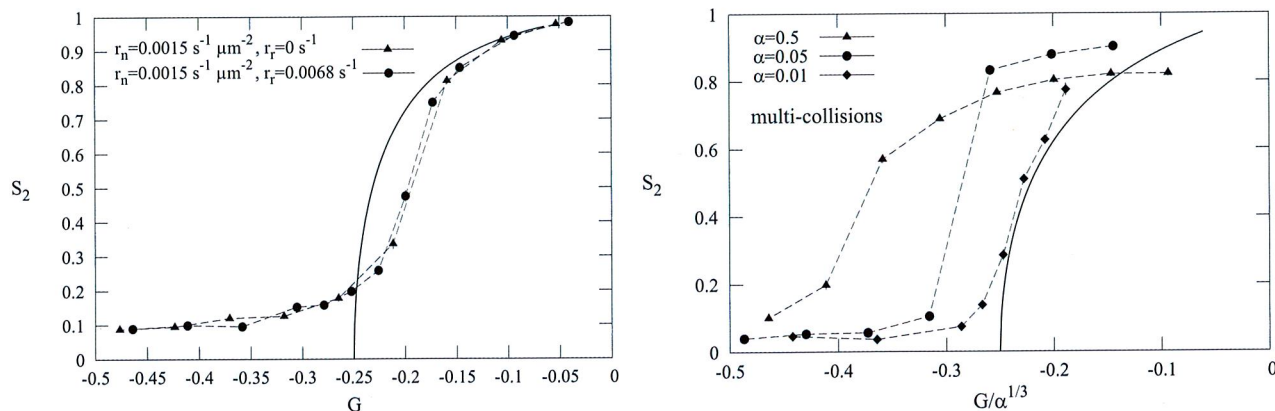 1
0.9
0.8
0.7
0.6
0.5
0.4
0.3
0.2
0.1
0
S₂
rₙ=0.0015 s⁻¹ μm⁻², rᵣ=0 s⁻¹
rₙ=0.0015 s⁻¹ μm⁻², rᵣ=0.0068 s⁻¹
-0.5 -0.45 -0.4 -0.35 -0.3 -0.25 -0.2 -0.15 -0.1 -0.05 0
G
1
0.8
0.6
0.4
0.2
0
S₂
α=0.5
α=0.05
α=0.01
multi-collisions
-0.5 -0.4 -0.3 -0.2 -0.1 0
G/α^1/3